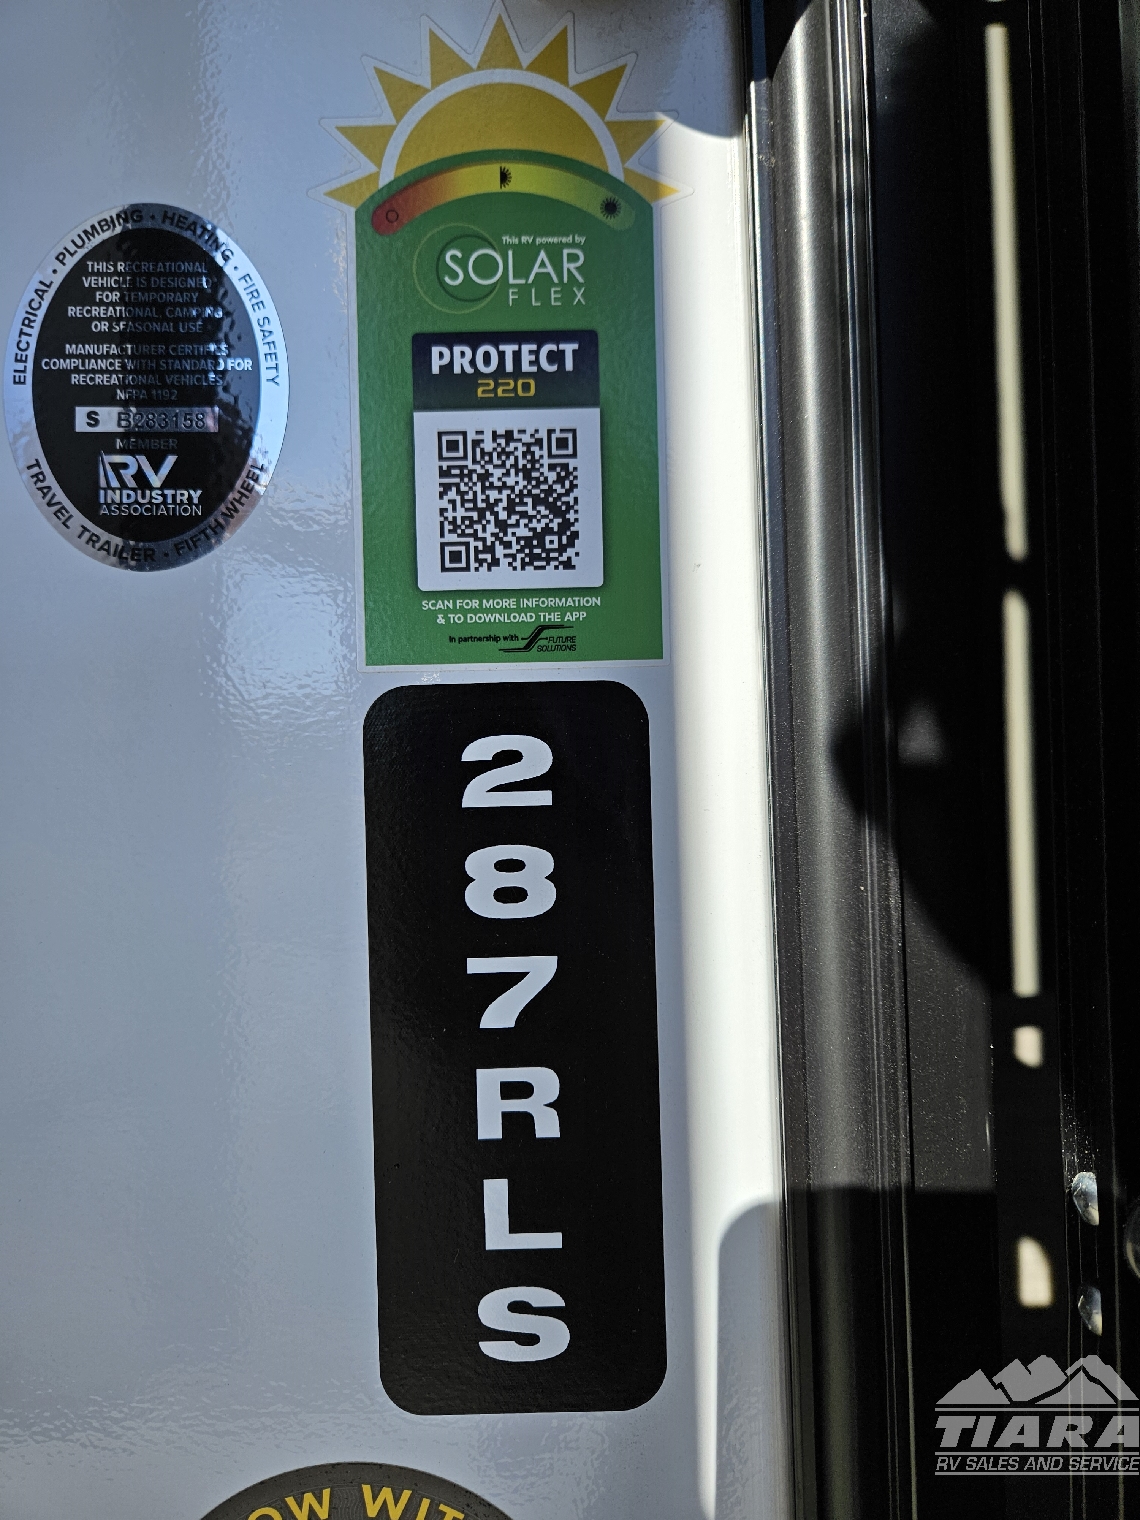 ELECTRICAL • PLUMBING • HEATING • FIRE SAFETY
THIS RECREATIONAL
VEHICLE IS DESIGNED
FOR TEMPORARY
RECREATIONAL, CAMPING
OR SEASONAL USE
MANUFACTURER CERTIFIES
COMPLIANCE WITH STANDARD FOR
RECREATIONAL VEHICLES
NFPA 1192
S B283158
MEMBER
RV
INDUSTRY
ASSOCIATION
TRAVEL TRAILER • FIFTH WHEEL
This RV powered by
SOLAR
FLEX
PROTECT
220
SCAN FOR MORE INFORMATION
& TO DOWNLOAD THE APP
In partnership with
FUTURE
SOLUTIONS
2
8
7
R
L
S
TIARA
RV SALES AND SERVICE